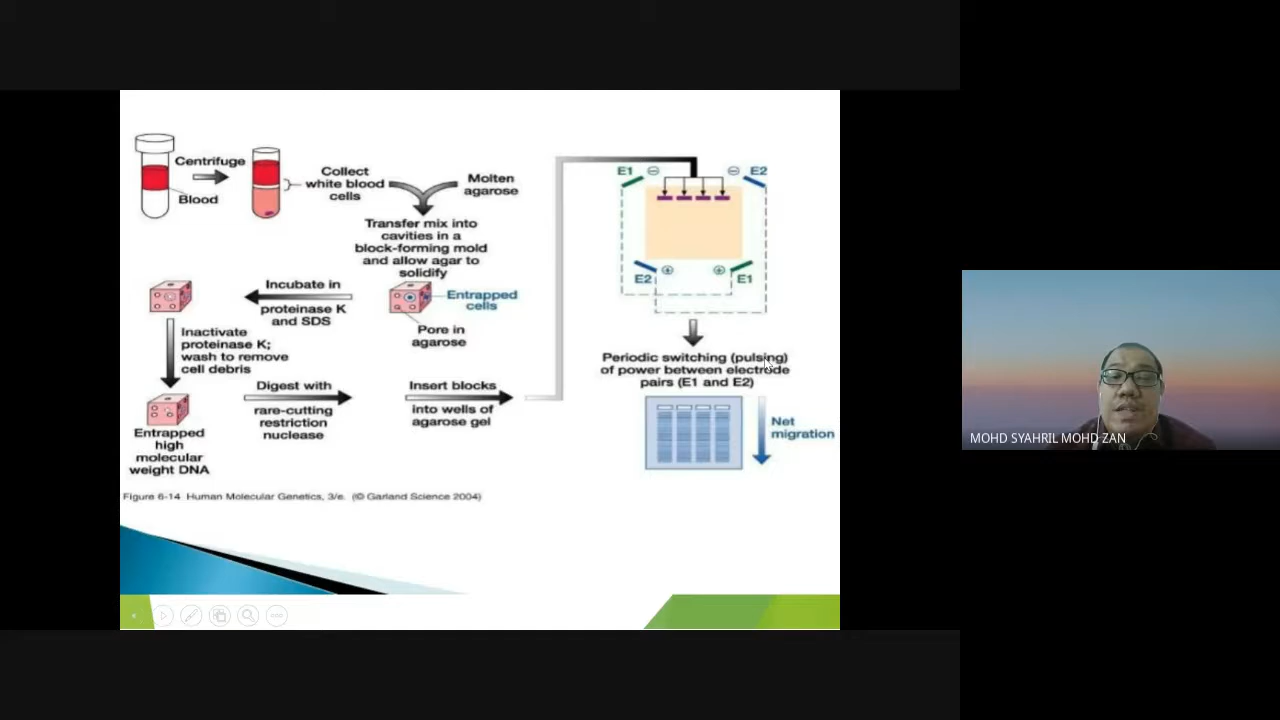 Centrifuge
Blood
Collect
white blood
cells
Molten
agarose
Transfer mix into
cavities in a
block-forming mold
and allow agar to
solidify
Incubate in
proteinase K
and SDS
Entrapped
cells
Pore in
agarose
Inactivate
proteinase K;
wash to remove
cell debris
Entrapped
high
molecular
weight DNA
Digest with
rare-cutting
restriction
nuclease
Insert blocks
into wells of
agarose gel
E1
E2
E2
E1
Periodic switching (pulsing)
of power between electrode
pairs (E1 and E2)
Net
migration
Figure 6-14 Human Molecular Genetics, 3/e. (© Garland Science 2004)
MOHD SYAHRIL MOHD ZAN